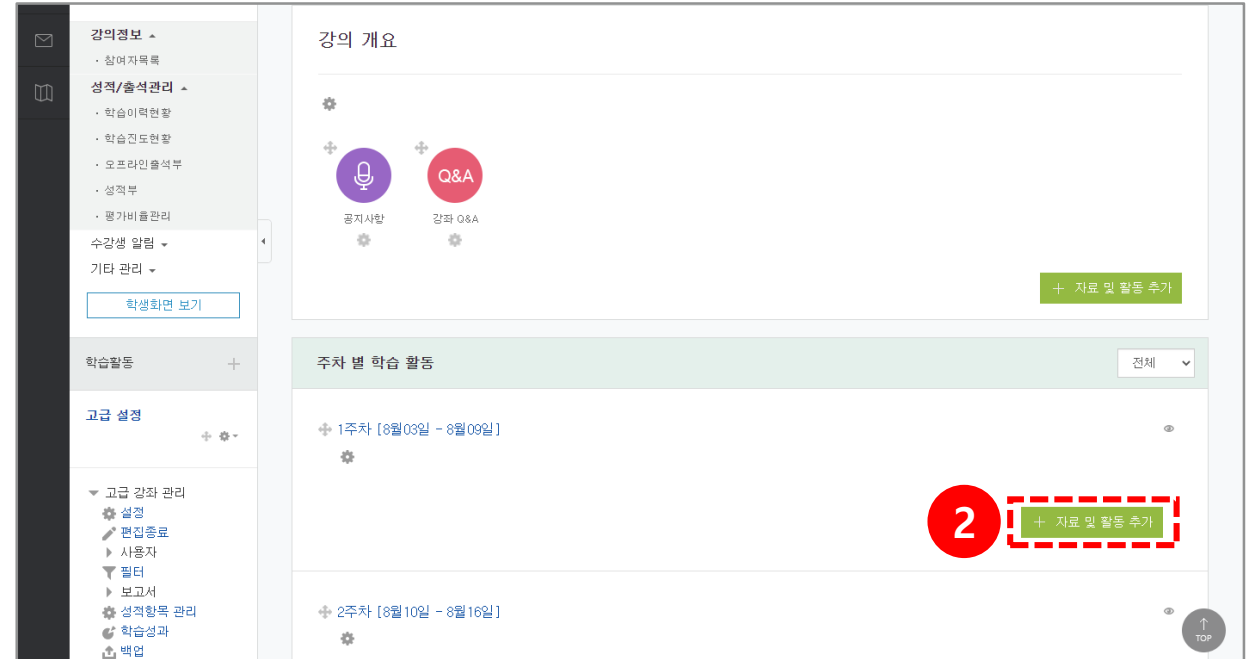 강의정보
· 참여자목록
성적/출석관리
· 학습이력현황
· 학습진도현황
· 오프라인출석부
· 성적부
· 평가비율관리
수강생 알림
기타 관리
학생화면 보기
학습활동
고급 설정
고급 강좌 관리
설정
편집종료
사용자
필터
보고서
성적항목 관리
학습성과
백업
강의 개요
Q&A
공지사항
강좌 Q&A
+ 자료 및 활동 추가
주차 별 학습 활동
전체
1주차 [8월03일 - 8월09일]
2
+ 자료 및 활동 추가
2주차 [8월10일 - 8월16일]
TOP